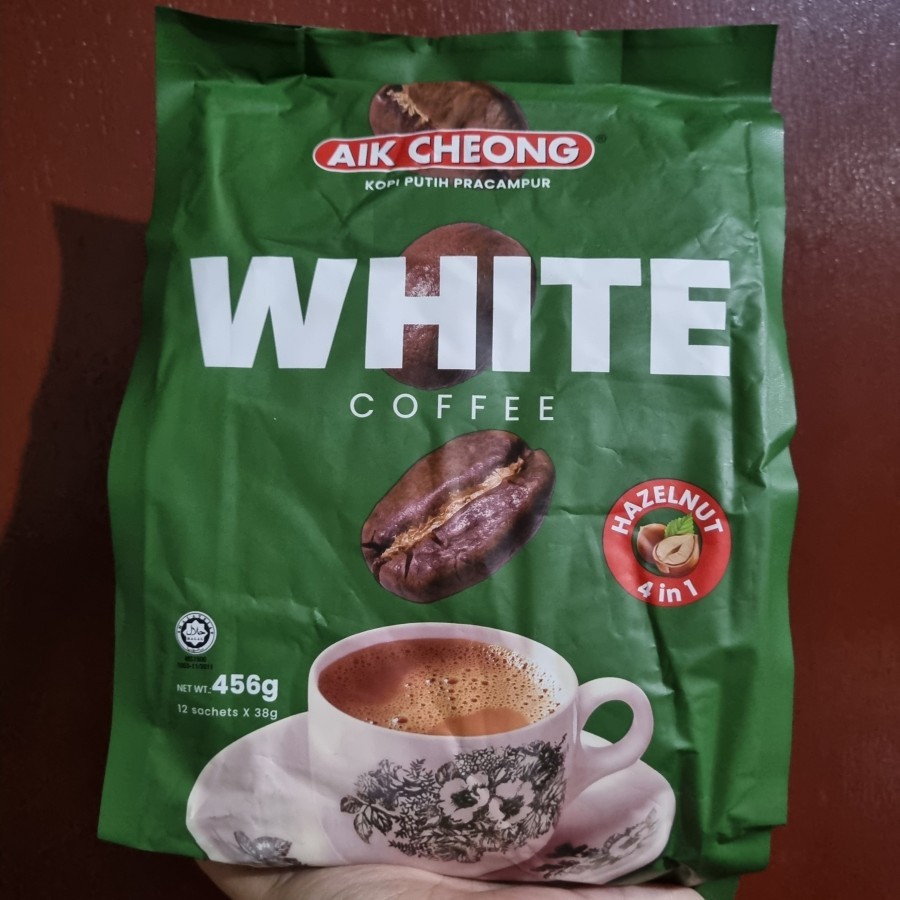 AIK CHEONG®
KOPI PUTIH PRACAMPUR
WHITE
COFFEE
HAZELNUT
4 in 1
NET WT.: 456g
12 sachets X 38g